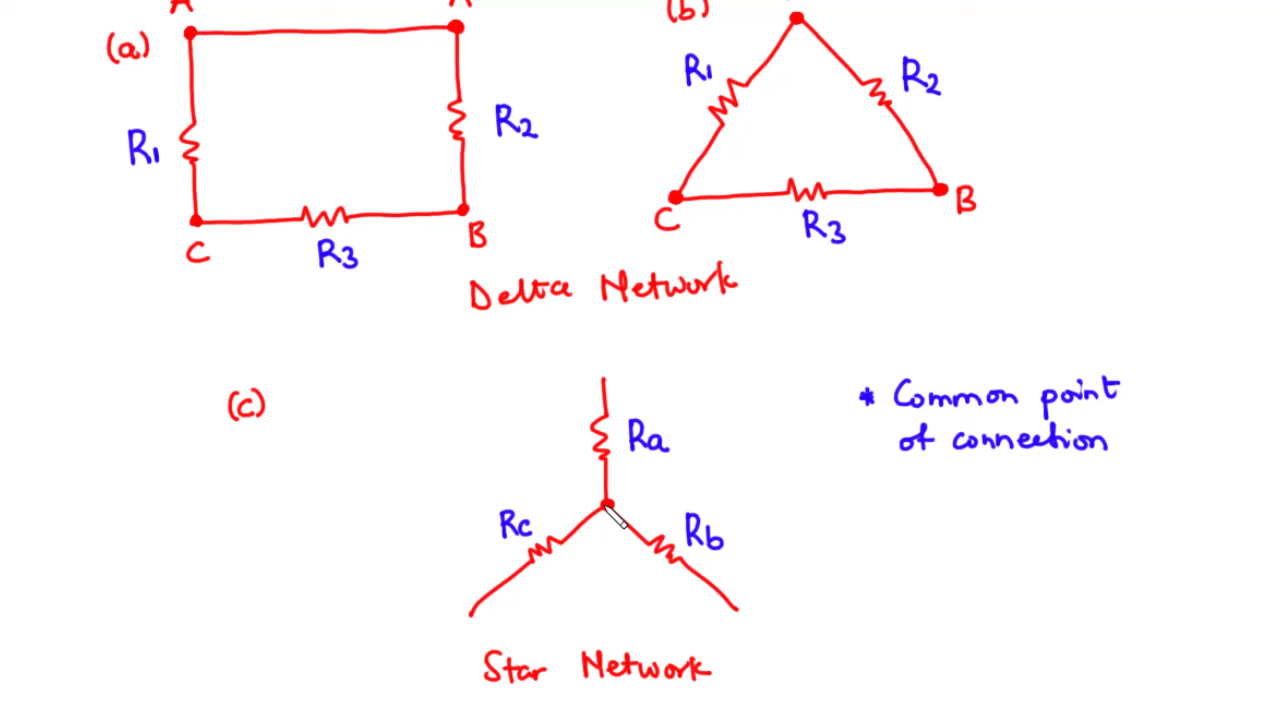 A A
(a)
(b)
R1
R2
R1
R2
C
R3
B
C
R3
B
Delta Network
(c)
Ra
Rc
Rb
* Common point
of connection
Star Network